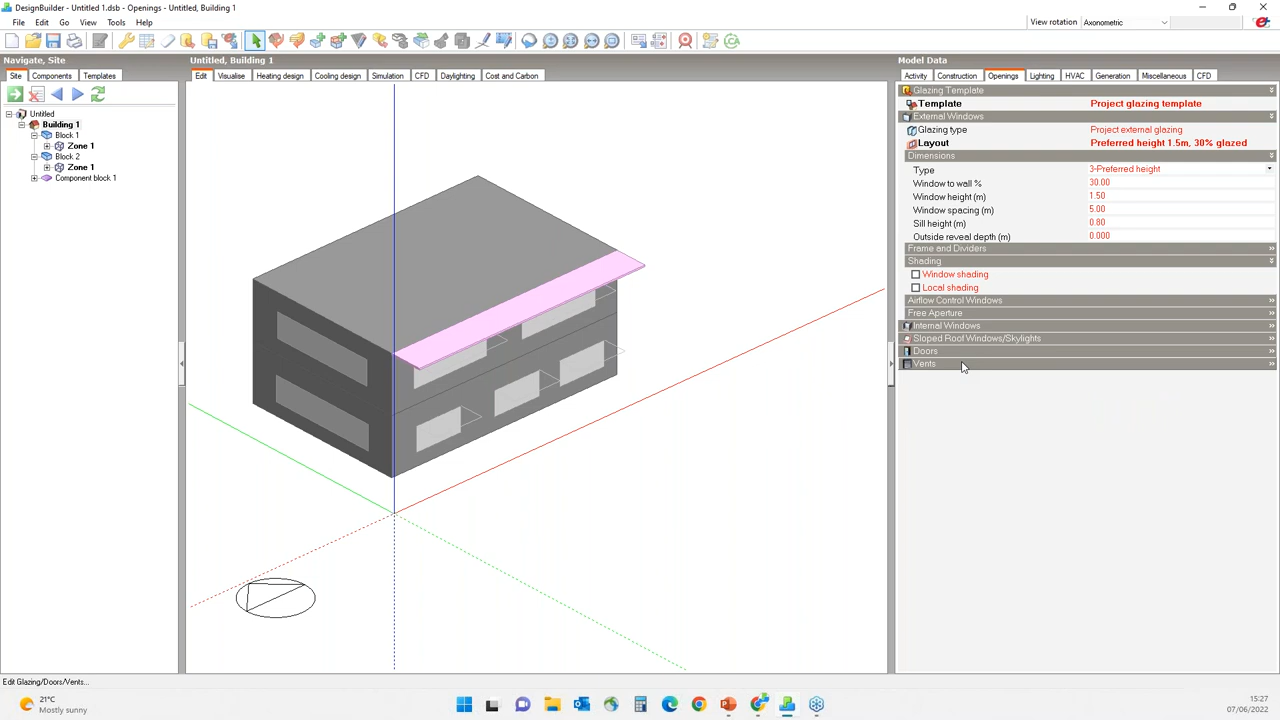 DesignBuilder - Untitled 1.dsb - Openings - Untitled, Building 1
File Edit Go View Tools Help
View rotation Axonometric
Navigate, Site
Untitled, Building 1
Model Data
Site Components Templates
Edit Visualise Heating design Cooling design Simulation CFD Daylighting Cost and Carbon
Activity Construction Openings Lighting HVAC Generation Miscellaneous CFD
Untitled
Building 1
Block 1
Zone 1
Block 2
Zone 1
Component block 1
Glazing Template
Template Project glazing template
External Windows
Glazing type Project external glazing
Layout Preferred height 1.5m, 30% glazed
Dimensions
Type 3-Preferred height
Window to wall % 30.00
Window height (m) 1.50
Window spacing (m) 5.00
Sill height (m) 0.80
Outside reveal depth (m) 0.000
Frame and Dividers
Shading
Window shading
Local shading
Airflow Control Windows
Free Aperture
Internal Windows
Sloped Roof Windows/Skylights
Doors
Vents
Edit Glazing/Doors/Vents...
21°C
Mostly sunny
15:27
07/06/2022